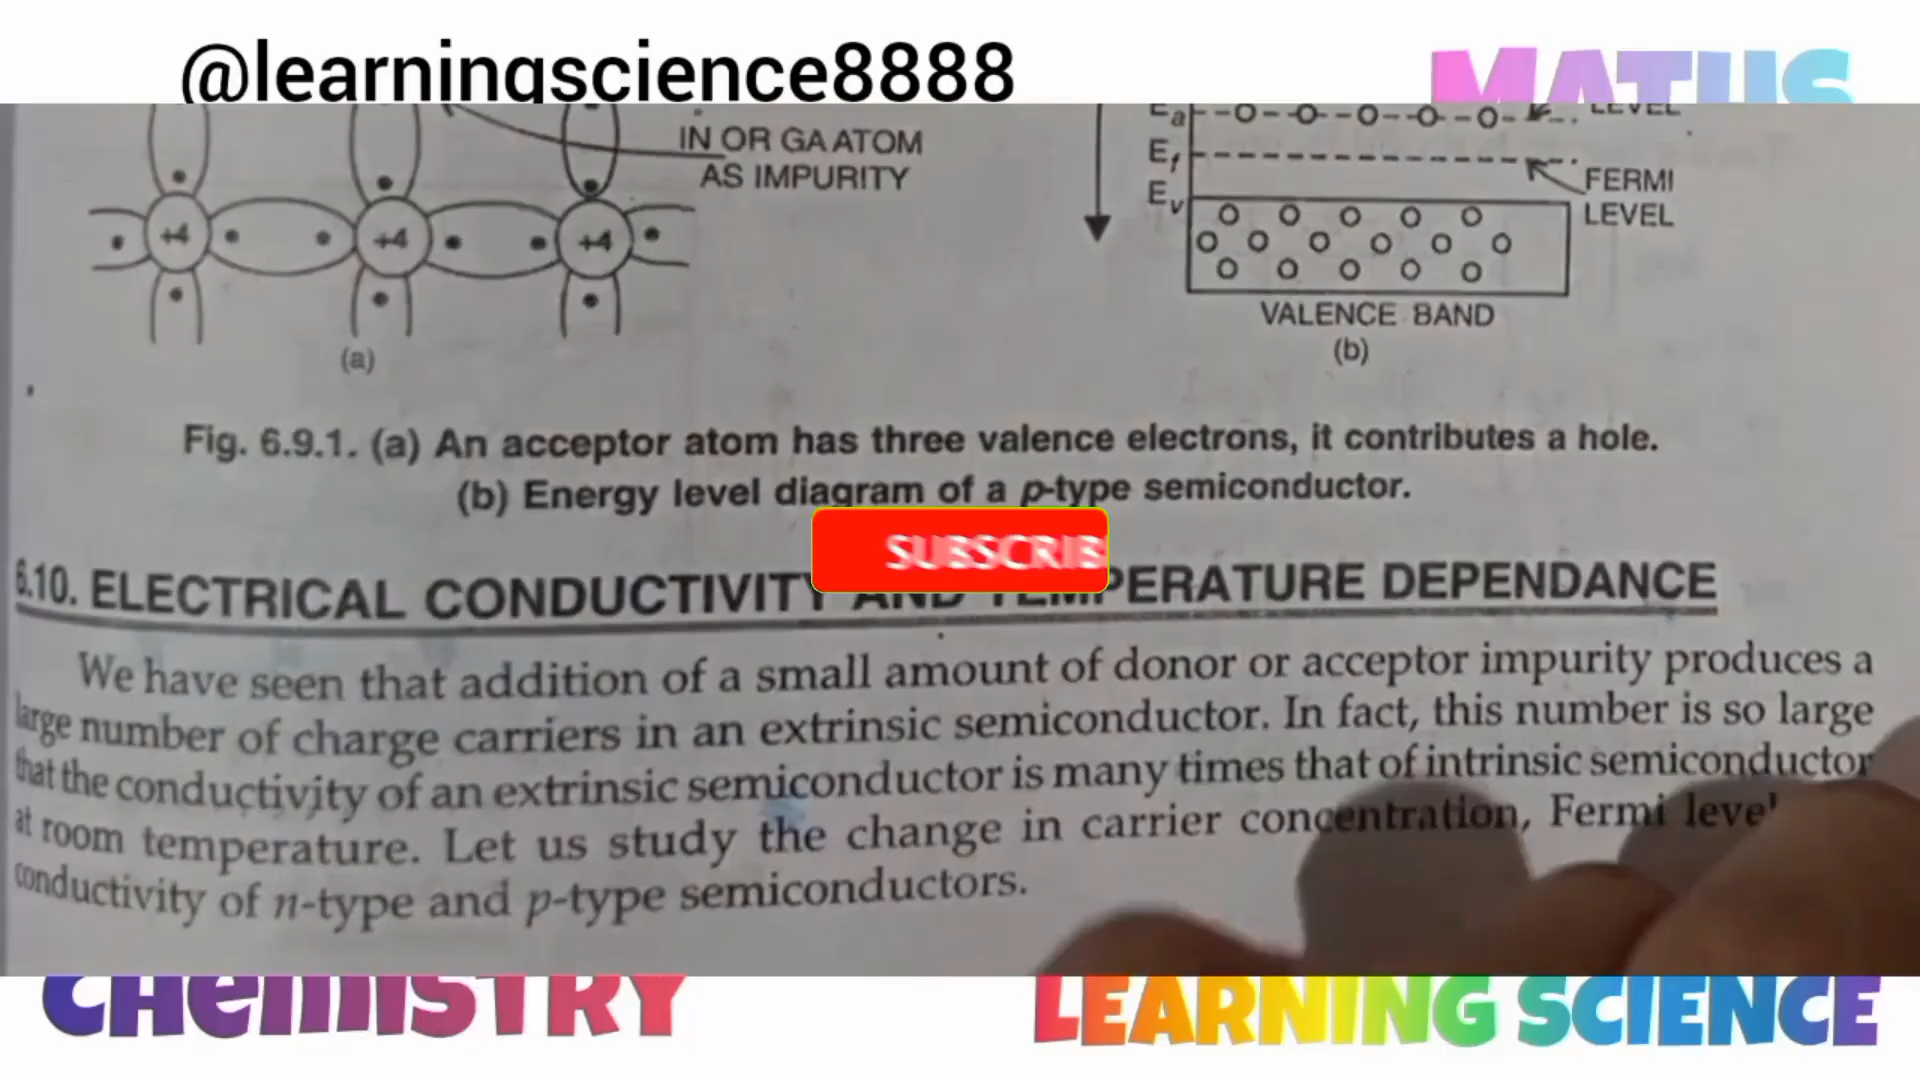 @learningscience8888
MATHS
IN OR GA ATOM
AS IMPURITY
+4 +4 +4
(a)
Ea
LEVEL
Ef
FERMI
LEVEL
Ev
VALENCE BAND
(b)
Fig. 6.9.1. (a) An acceptor atom has three valence electrons, it contributes a hole.
(b) Energy level diagram of a p-type semiconductor.
SUBSCRIB
6.10. ELECTRICAL CONDUCTIVITY AND TEMPERATURE DEPENDANCE
We have seen that addition of a small amount of donor or acceptor impurity produces a
large number of charge carriers in an extrinsic semiconductor. In fact, this number is so large
that the conductivity of an extrinsic semiconductor is many times that of intrinsic semiconductor
at room temperature. Let us study the change in carrier concentration, Fermi level
conductivity of n-type and p-type semiconductors.
CHeMISTRY
LEARNING SCIENCE